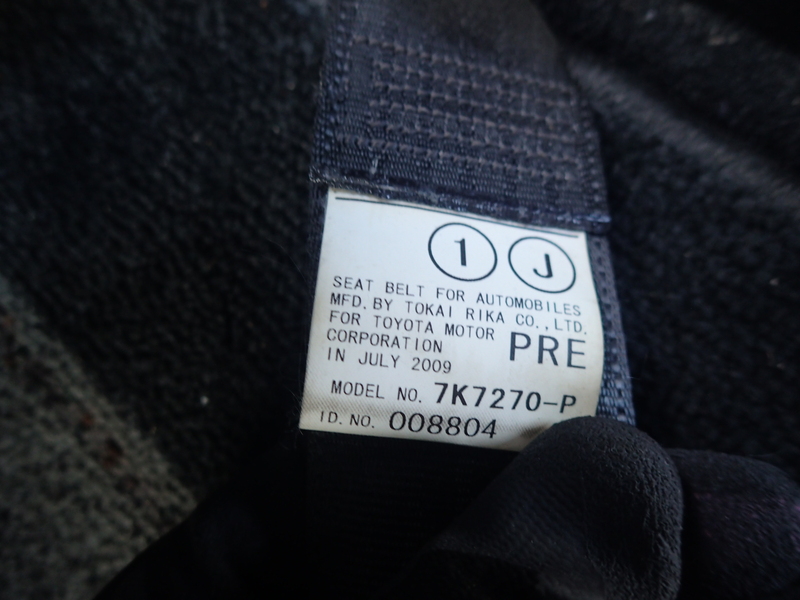 1 J
SEAT BELT FOR AUTOMOBILES
MFD. BY TOKAI RIKA CO., LTD.
FOR TOYOTA MOTOR
CORPORATION PRE
IN JULY 2009
MODEL NO. 7K7270-P
ID. NO. 008804